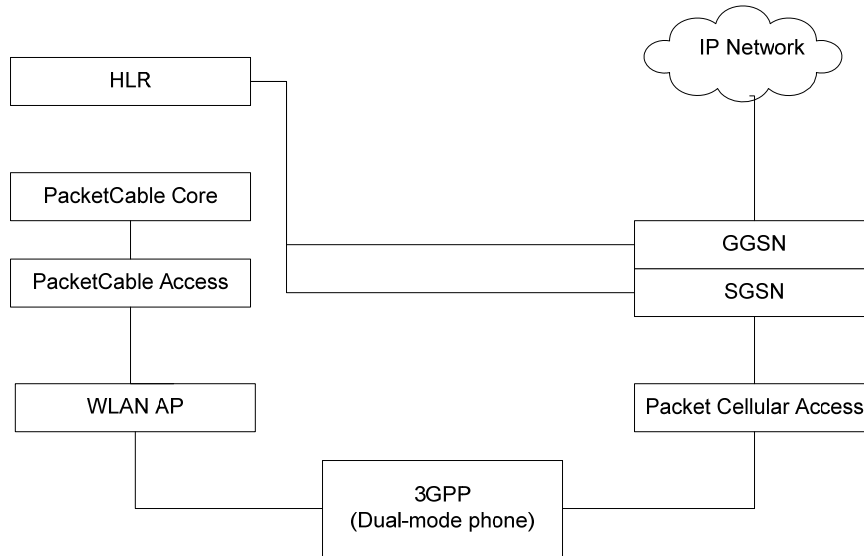 IP Network
HLR
PacketCable Core
GGSN
PacketCable Access
SGSN
WLAN AP
Packet Cellular Access
3GPP
(Dual-mode phone)